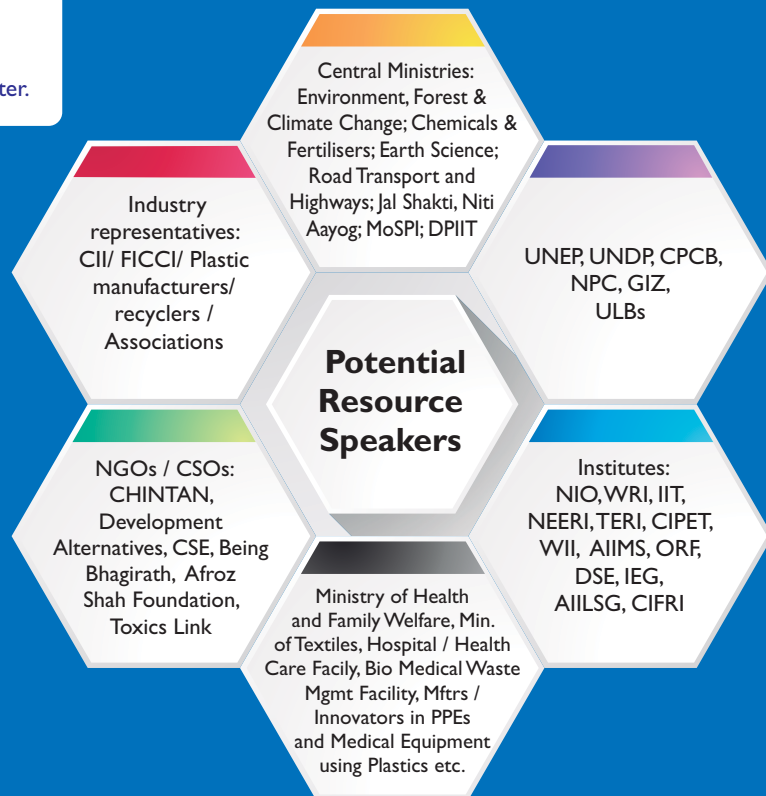 ter.
Central Ministries:
Environment, Forest &
Climate Change; Chemicals &
Fertilisers; Earth Science;
Road Transport and
Highways; Jal Shakti, Niti
Aayog; MoSPI; DPIIT
Industry
representatives:
CII/ FICCI/ Plastic
manufacturers/
recyclers /
Associations
UNEP, UNDP, CPCB,
NPC, GIZ,
ULBs
Potential
Resource
Speakers
NGOs / CSOs:
CHINTAN,
Development
Alternatives, CSE, Being
Bhagirath, Afroz
Shah Foundation,
Toxics Link
Institutes:
NIO, WRI, IIT,
NEERI, TERI, CIPET,
WII, AIIMS, ORF,
DSE, IEG,
AIILSG, CIFRI
Ministry of Health
and Family Welfare, Min.
of Textiles, Hospital / Health
Care Facily, Bio Medical Waste
Mgmt Facility, Mftrs /
Innovators in PPEs
and Medical Equipment
using Plastics etc.